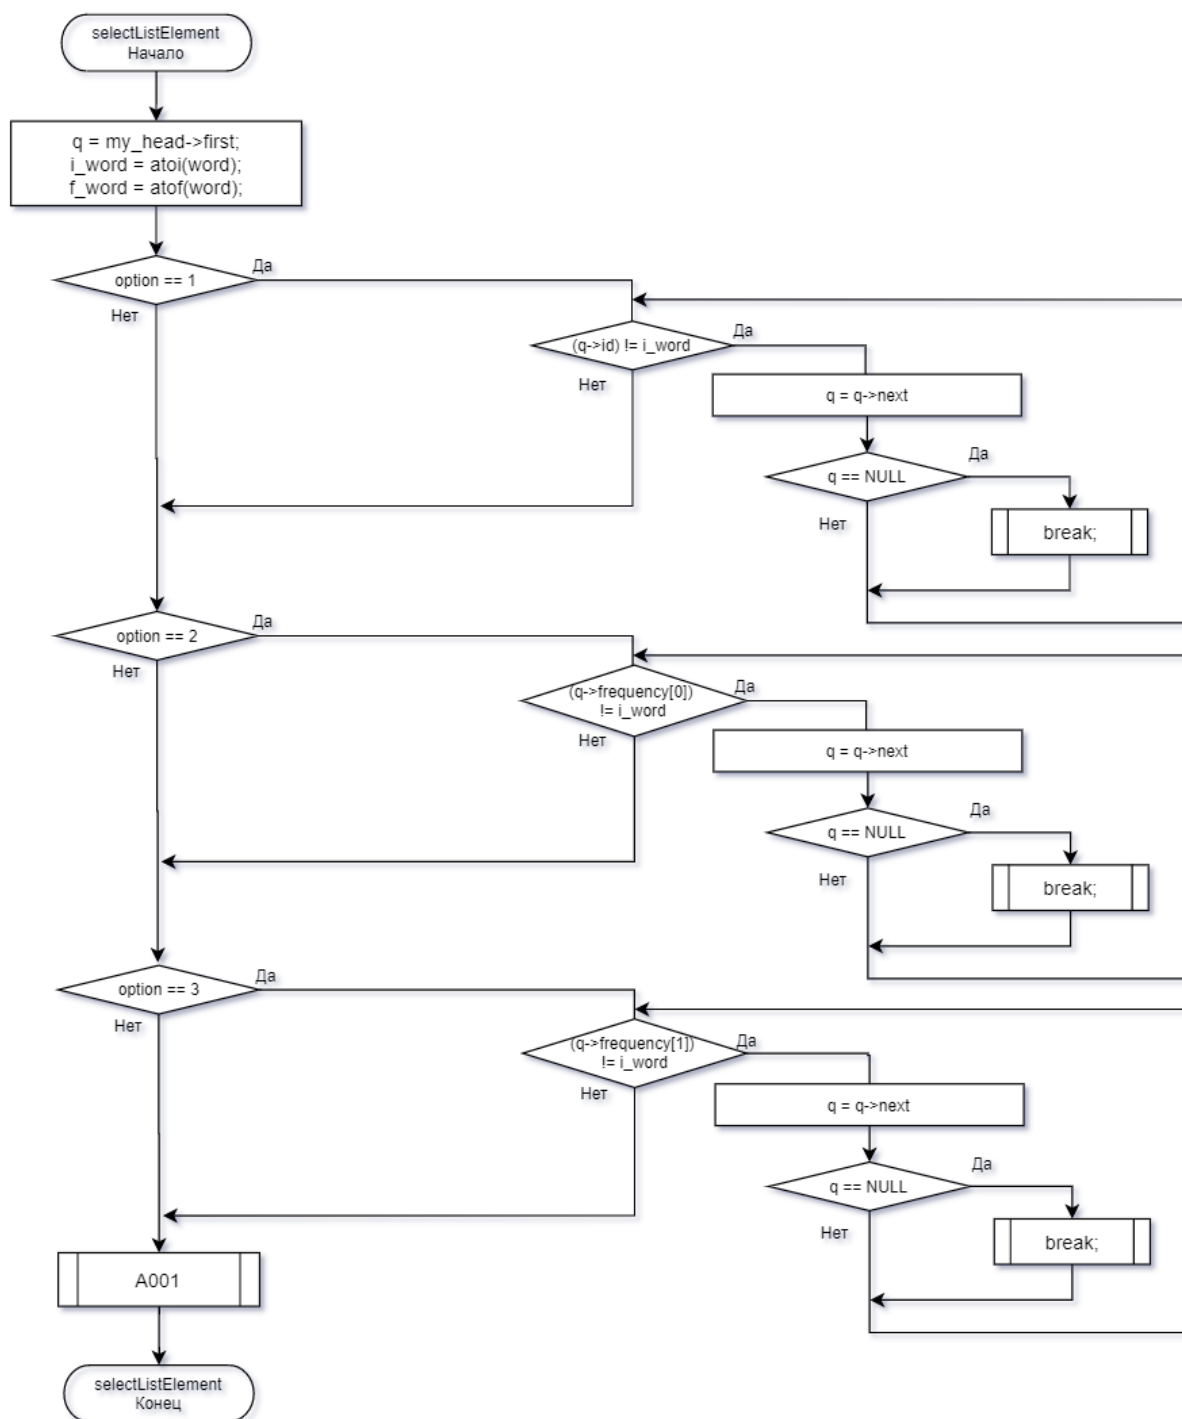 selectListElement
Начало
q = my_head->first;
i_word = atoi(word);
f_word = atof(word);
option == 1
Да
Нет
(q->id) != i_word
Да
Нет
q = q->next
q == NULL
Да
Нет
break;
option == 2
Да
Нет
(q->frequency[0])
!= i_word
Да
Нет
q = q->next
q == NULL
Да
Нет
break;
option == 3
Да
Нет
(q->frequency[1])
!= i_word
Да
Нет
q = q->next
q == NULL
Да
Нет
break;
A001
selectListElement
Конец